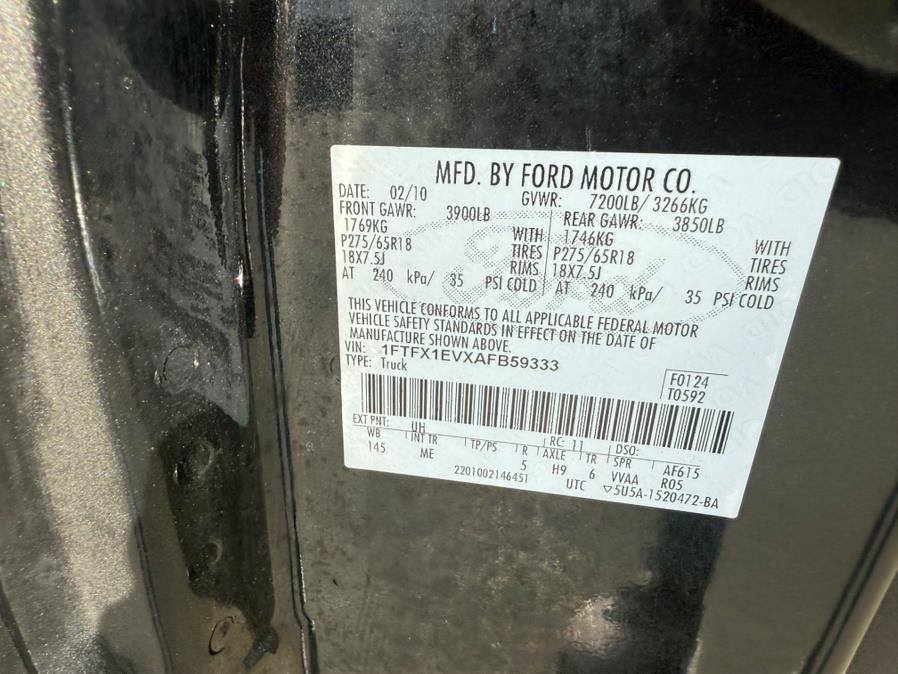 MFD. BY FORD MOTOR CO.
DATE: 02/10 GVWR: 7200LB/ 3266KG
FRONT GAWR: 3900LB REAR GAWR: 3850LB
1769KG WITH 1746KG WITH
P275/65R18 TIRES P275/65R18 TIRES
18X7.5J RIMS 18X7.5J RIMS
AT 240 kPa/ 35 PSI COLD AT 240 kPa/ 35 PSI COLD
THIS VEHICLE CONFORMS TO ALL APPLICABLE FEDERAL MOTOR
VEHICLE SAFETY STANDARDS IN EFFECT ON THE DATE OF
MANUFACTURE SHOWN ABOVE.
VIN: 1FTFX1EVXAFB59333
TYPE: Truck
F0124
T0592
EXT PNT: UH RC: 11 DSO:
WB INT TR TP/PS R AXLE TR SPR AF615
145 ME 5 H9 6 VVAA R05
2201002146451 UTC ▽5U5A-1520472-BA
Ford